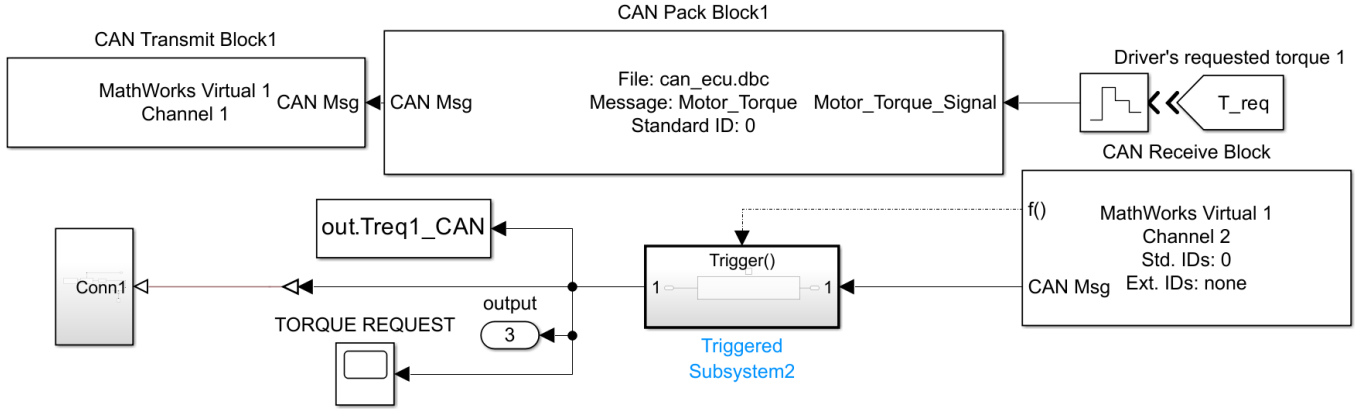 CAN Pack Block1
CAN Transmit Block1
MathWorks Virtual 1
Channel 1
CAN Msg
CAN Msg
File: can_ecu.dbc
Message: Motor_Torque
Standard ID: 0
Motor_Torque_Signal
Driver's requested torque 1
T_req
CAN Receive Block
f()
MathWorks Virtual 1
Channel 2
Std. IDs: 0
Ext. IDs: none
CAN Msg
out.Treq1_CAN
Trigger()
1
1
Triggered
Subsystem2
Conn1
output
3
TORQUE REQUEST